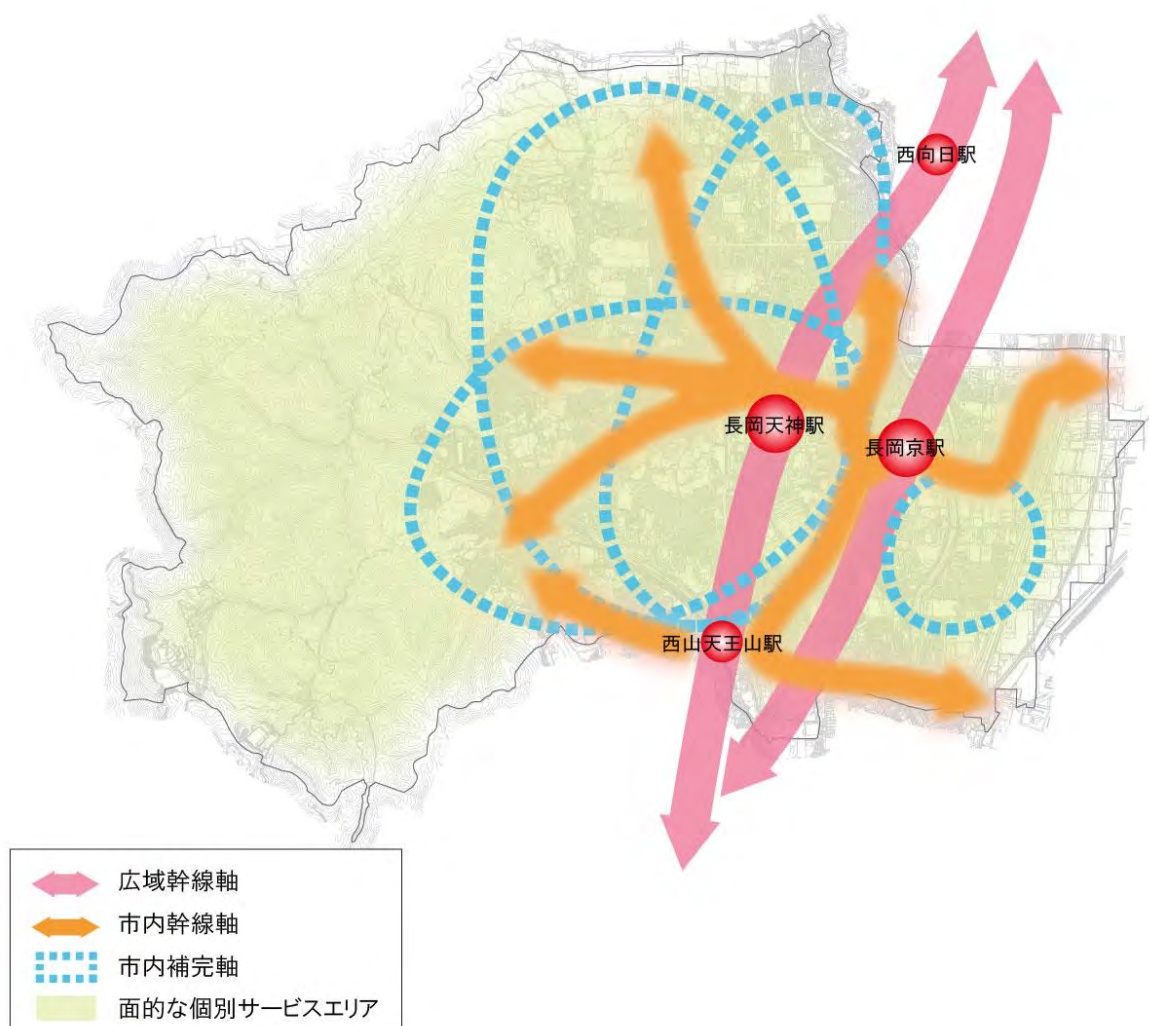 西向日駅
長岡天神駅
長岡京駅
西山天王山駅
広域幹線軸
市内幹線軸
市内補完軸
面的な個別サービスエリア